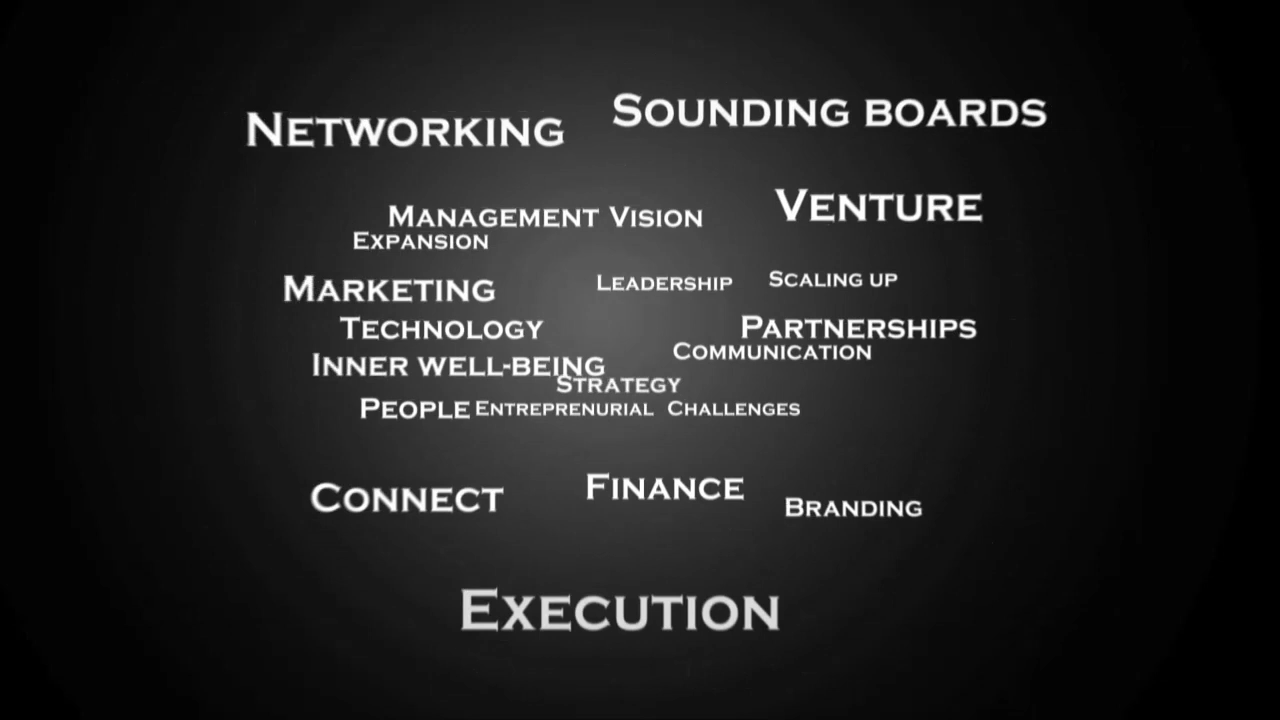 Networking
Sounding boards
Venture
Management Vision
Expansion
Marketing
Leadership
Scaling up
Technology
Partnerships
Communication
Inner well-being
Strategy
People
Entreprenurial Challenges
Connect
Finance
Branding
Execution